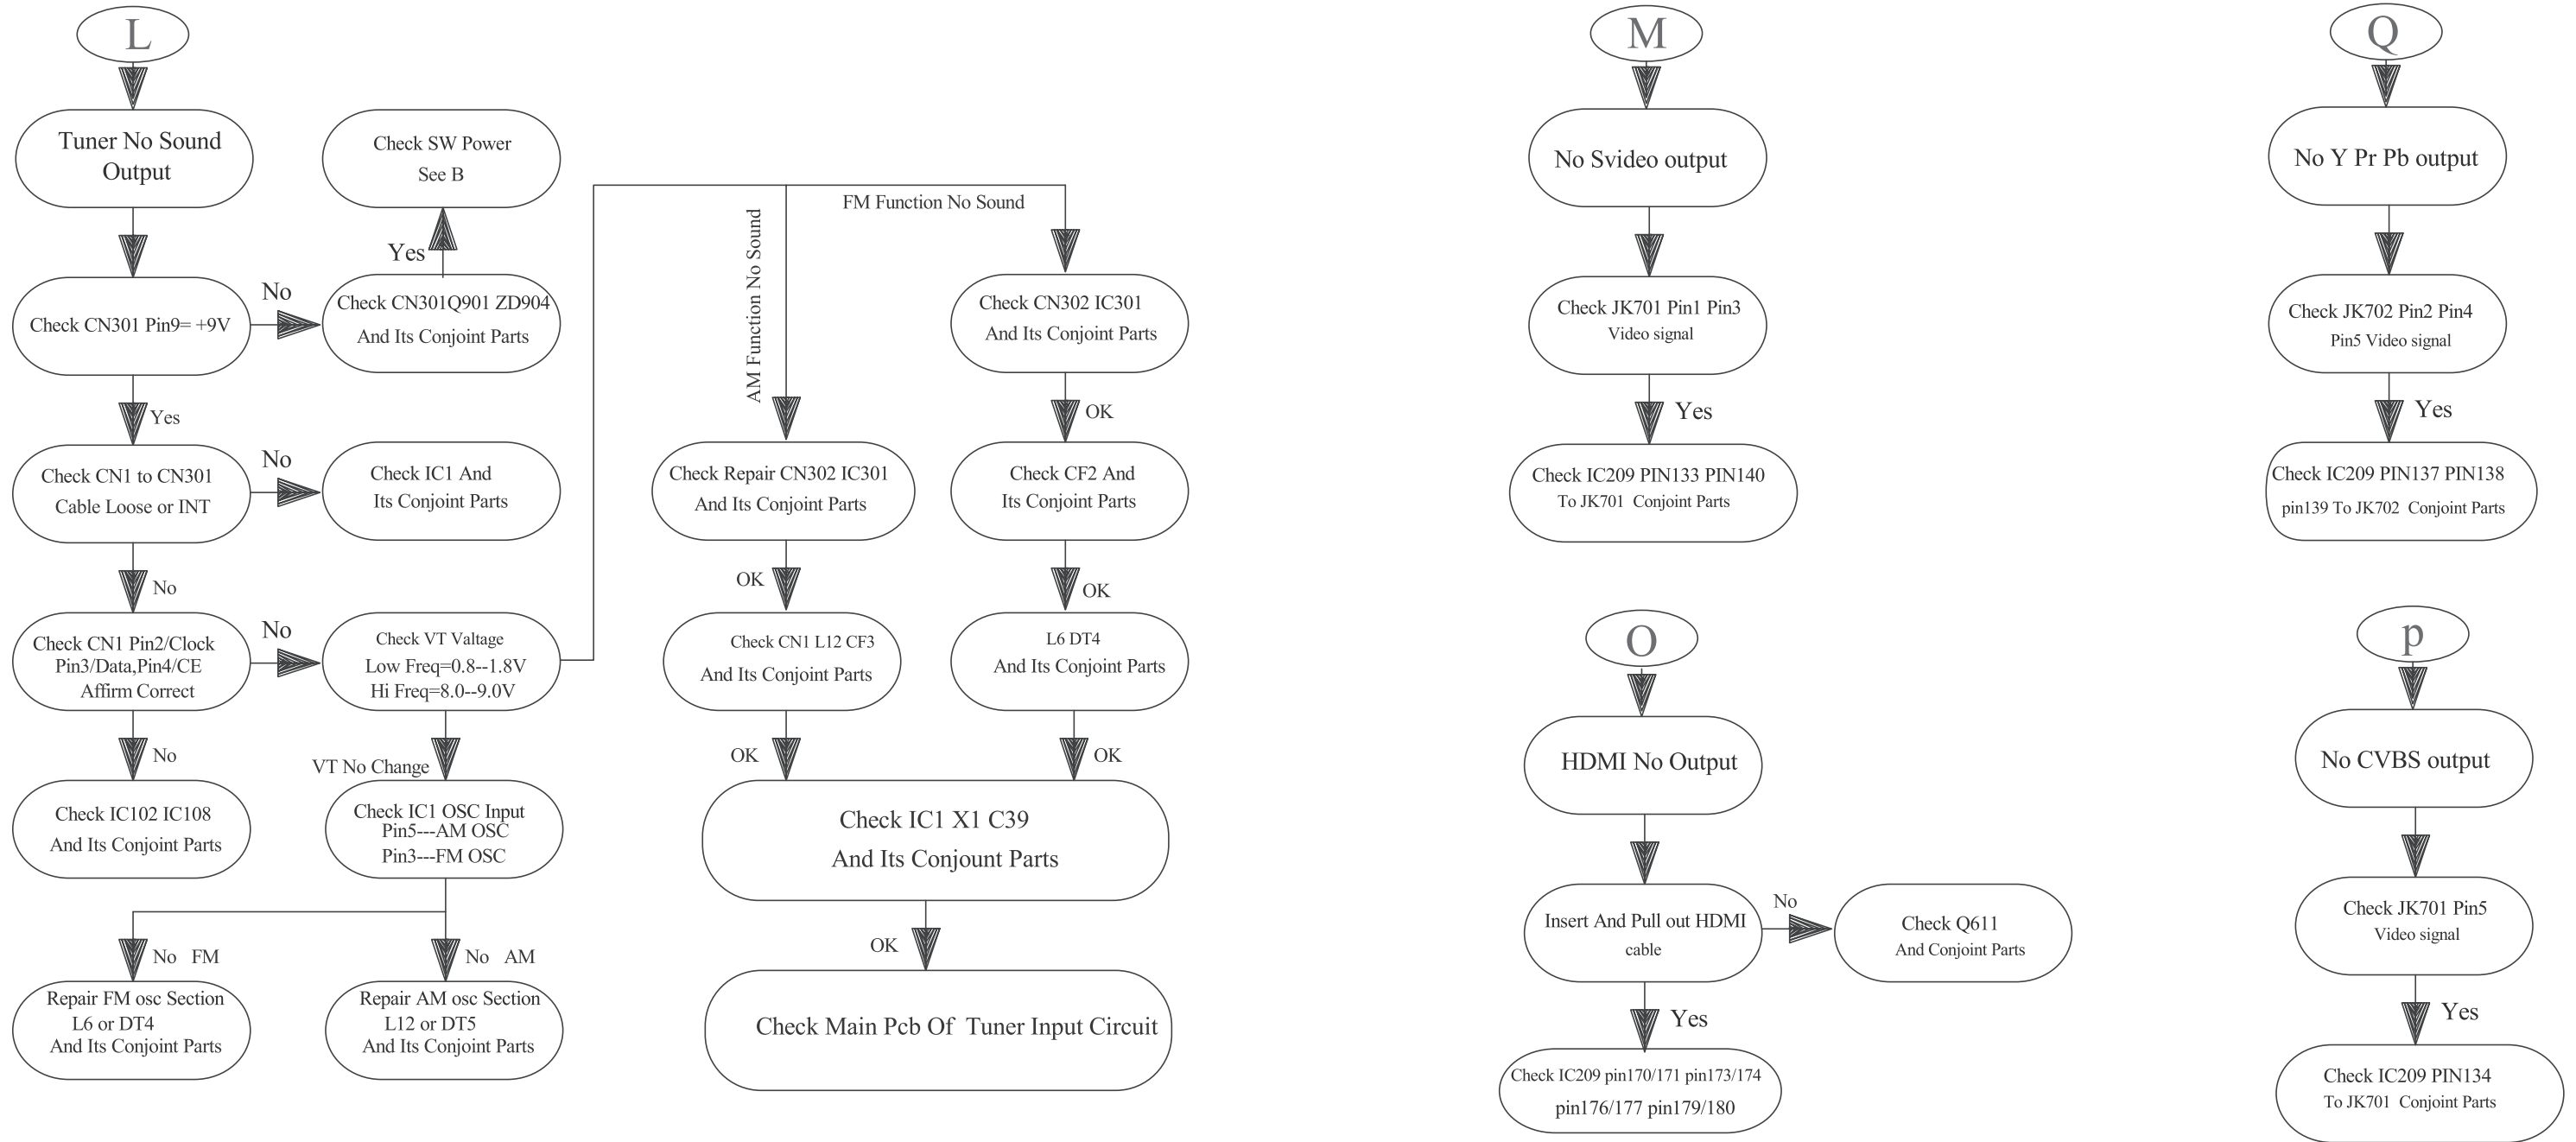 L
Tuner No Sound
Output
Check SW Power
See B
Yes
Check CN301 Pin9= +9V
No
Check CN301Q901 ZD904
And Its Conjoint Parts
Yes
Check CN1 to CN301
Cable Loose or INT
No
Check IC1 And
Its Conjoint Parts
No
Check CN1 Pin2/Clock
Pin3/Data,Pin4/CE
Affirm Correct
No
Check VT Valtage
Low Freq=0.8--1.8V
Hi Freq=8.0--9.0V
No
Check IC102 IC108
And Its Conjoint Parts
VT No Change
Check IC1 OSC Input
Pin5---AM OSC
Pin3---FM OSC
No FM
Repair FM osc Section
L6 or DT4
And Its Conjoint Parts
No AM
Repair AM osc Section
L12 or DT5
And Its Conjoint Parts
AM Function No Sound
Check Repair CN302 IC301
And Its Conjoint Parts
OK
Check CN1 L12 CF3
And Its Conjoint Parts
OK
FM Function No Sound
Check CN302 IC301
And Its Conjoint Parts
OK
Check CF2 And
Its Conjoint Parts
OK
L6 DT4
And Its Conjoint Parts
OK
Check IC1 X1 C39
And Its Conjount Parts
OK
Check Main Pcb Of Tuner Input Circuit
M
No Svideo output
Check JK701 Pin1 Pin3
Video signal
Yes
Check IC209 PIN133 PIN140
To JK701 Conjoint Parts
Q
No Y Pr Pb output
Check JK702 Pin2 Pin4
Pin5 Video signal
Yes
Check IC209 PIN137 PIN138
pin139 To JK702 Conjoint Parts
O
HDMI No Output
Insert And Pull out HDMI
cable
No
Check Q611
And Conjoint Parts
Yes
Check IC209 pin170/171 pin173/174
pin176/177 pin179/180
p
No CVBS output
Check JK701 Pin5
Video signal
Yes
Check IC209 PIN134
To JK701 Conjoint Parts